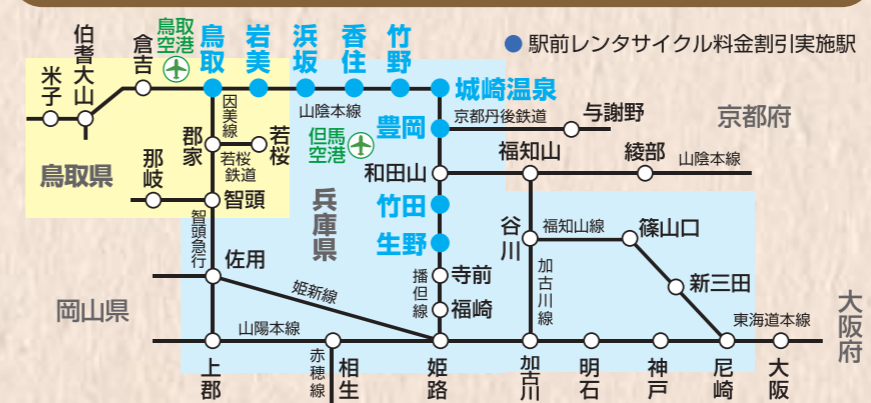 ● 駅前レンタサイクル料金割引実施駅
米子
伯耆大山
倉吉
鳥取空港
鳥取
岩美
浜坂
香住
竹野
城崎温泉
山陰本線
因美線
郡家
若桜
若桜鉄道
那岐
智頭
鳥取県
但馬空港
豊岡
京都丹後鉄道
与謝野
京都府
和田山
福知山
綾部
山陰本線
兵庫県
竹田
生野
谷川
福知山線
篠山口
智頭急行
佐用
姫新線
播但線
寺前
福崎
加古川線
新三田
岡山県
山陽本線
東海道本線
大阪府
上郡
赤穂線
相生
姫路
加古川
明石
神戸
尼崎
大阪